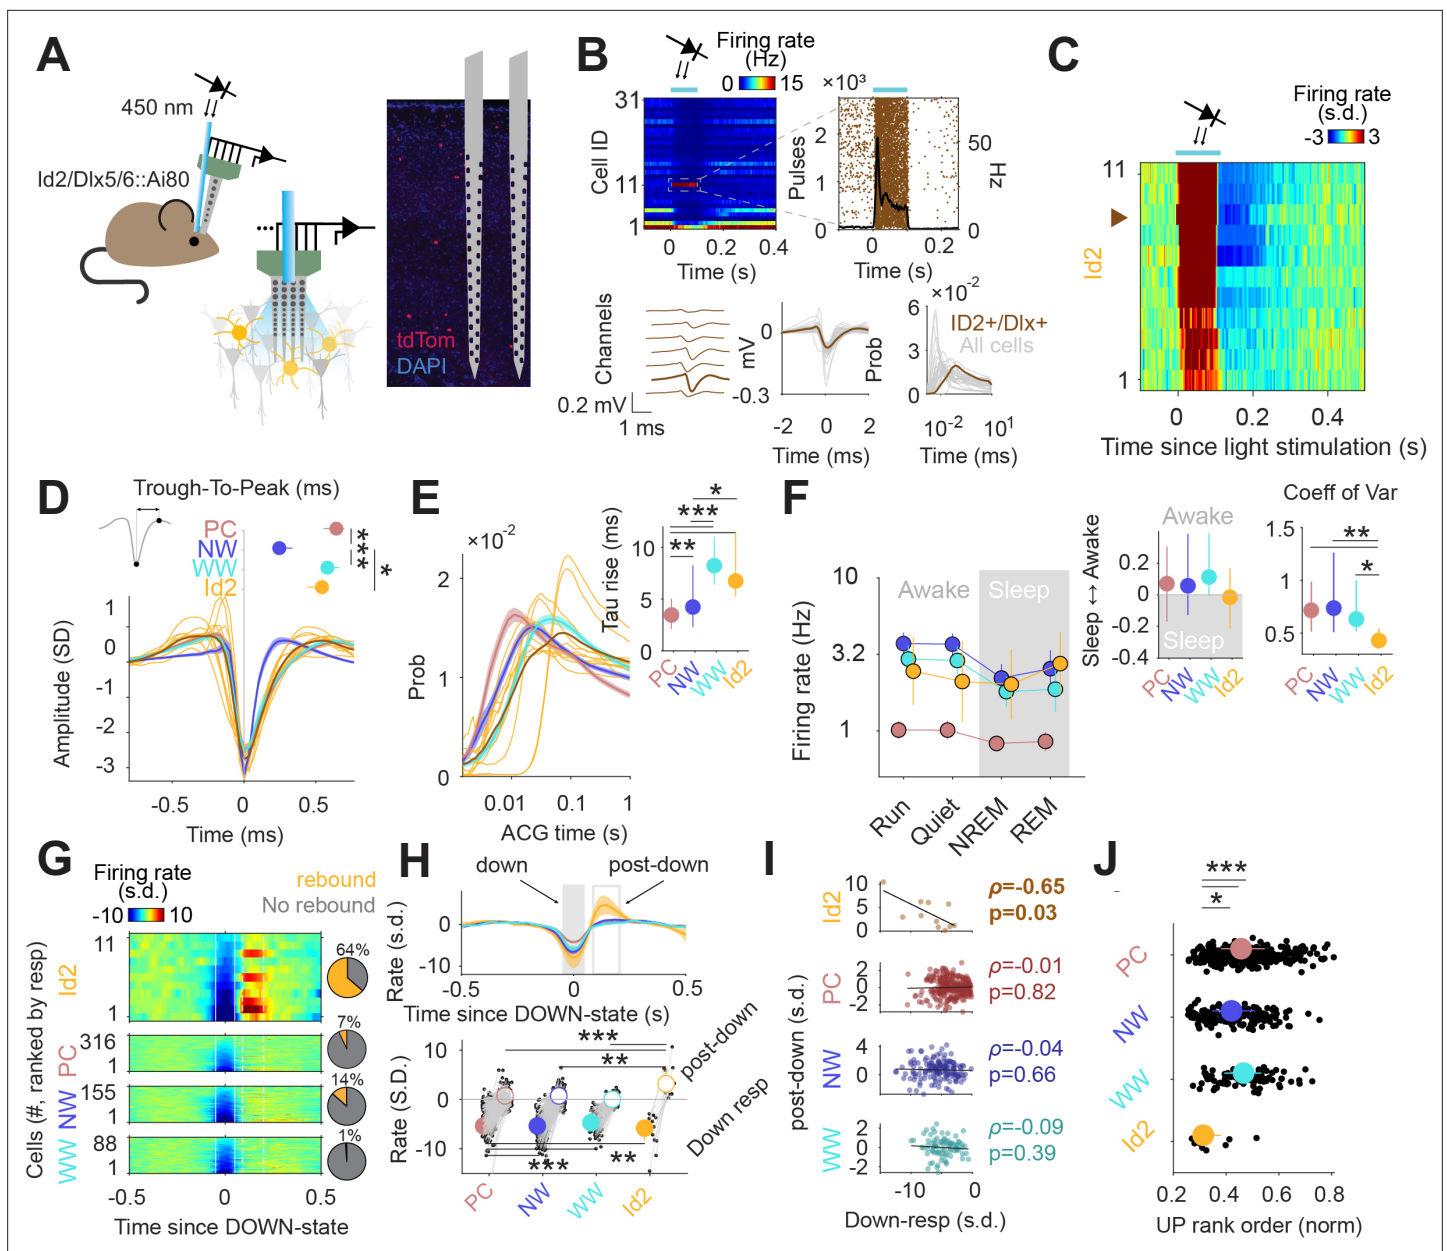 A
450 nm
Id2/Dlx5/6::Ai80
tdTom
DAPI
B
Firing rate
(Hz)
0 15
31
11
1
Cell ID
0 0.2 0.4
Time (s)
×10³
2
1
0
Pulses
50
0
Hz
0 0.2
Time (s)
Channels
0.2 mV
1 ms
0
-0.3
mV
-2 0 2
Time (ms)
×10⁻²
6
3
0
Prob
ID2+/Dlx+
All cells
10⁻² 10¹
Time (ms)
C
Firing rate
(s.d.)
-3 3
11
1
Id2
0 0.2 0.4
Time since light stimulation (s)
D
Trough-To-Peak (ms)
PC
NW
WW
Id2
***
*
1
0
-1
-2
-3
Amplitude (SD)
-0.5 0 0.5
Time (ms)
E
×10⁻²
2
1
0
Prob
0.01 0.1 1
ACG time (s)
*
***
**
10
5
0
Tau rise (ms)
PC NW WW Id2
F
10
3.2
1
Firing rate (Hz)
Awake
Sleep
Run Quiet NREM REM
Sleep ↔ Awake
Awake
0.2
0
-0.2
-0.4
Sleep
PC NW WW Id2
Coeff of Var
1.5
1
0.5
**
*
PC NW WW Id2
G
Firing rate
(s.d.)
-10 10
rebound
No rebound
Cells (#, ranked by resp)
11
1
Id2
64%
316
1
PC
7%
155
1
NW
14%
88
1
WW
1%
-0.5 0 0.5
Time since DOWN-state
H
down
post-down
0
-10
Rate (s.d.)
-0.5 0 0.5
Time since DOWN-state (s)
***
**
10
0
-10
Rate (S.D.)
***
**
post-down
Down resp
PC NW WW Id2
I
post-down (s.d.)
Id2
10
5
0
ρ=-0.65
p=0.03
PC
2
0
-2
ρ=-0.01
p=0.82
NW
4
0
-2
ρ=-0.04
p=0.66
WW
2
0
-2
ρ=-0.09
p=0.39
-10 0
Down-resp (s.d.)
J
***
*
PC
NW
WW
Id2
0.2 0.4 0.6 0.8
UP rank order (norm)